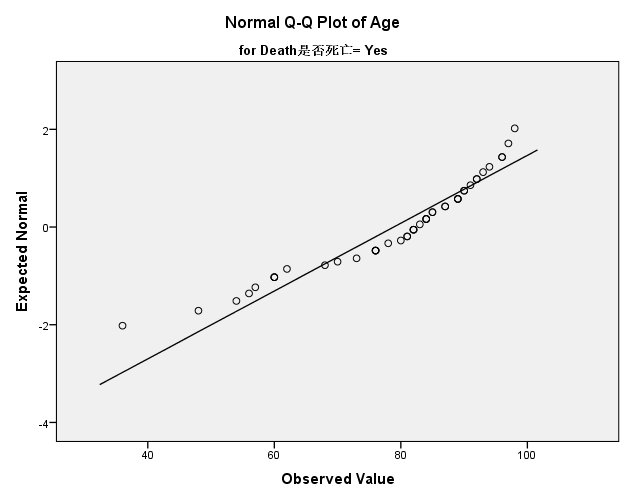 Normal Q-Q Plot of Age
for Death是否死亡= Yes
Expected Normal
2
0
-2
-4
40
60
80
100
Observed Value